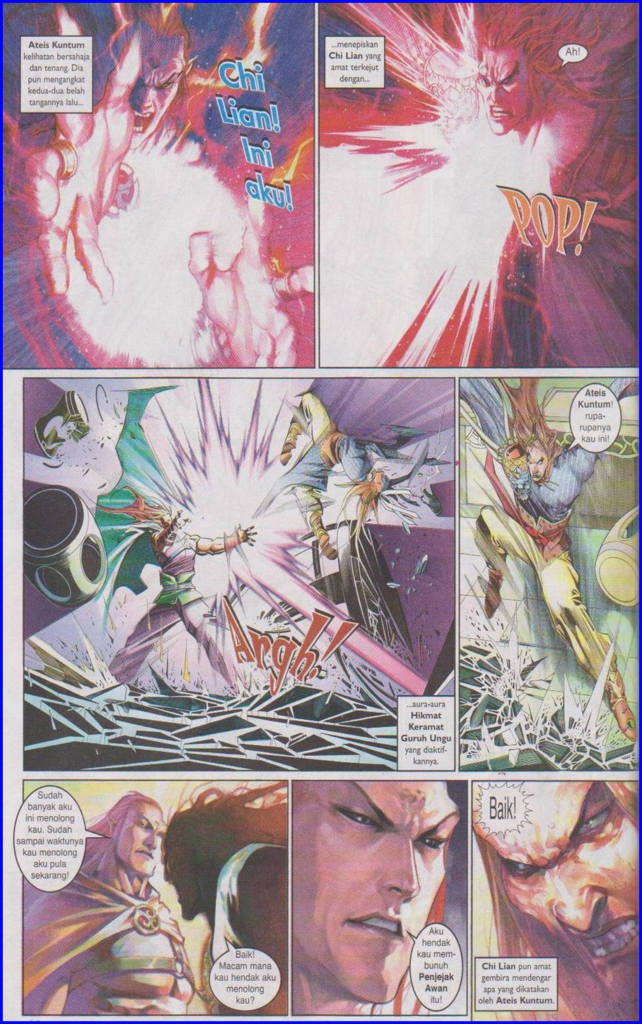 Ateis Kuntum
kelihatan bersahaja
dan tenang. Dia
pun mengangkat
kedua-dua belah
tangannya lalu...
Chi
Lian!
Ini
aku!
...menepiskan
Chi Lian yang
amat terkejut
dengan...
Ah!
POP!
Argh!
...aura-aura
Hikmat
Keramat
Guruh Ungu
yang diaktif-
kannya.
Ateis
Kuntum!
rupa-
rupanya
kau ini!
Sudah
banyak aku
ini menolong
kau. Sudah
sampai waktunya
kau menolong
aku pula
sekarang!
Baik!
Macam mana
kau hendak aku
menolong
kau?
Aku
hendak
kau mem-
bunuh
Penjejak
Awan
itu!
Baik!
Chi Lian pun amat
gembira mendengar
apa yang dikatakan
oleh Ateis Kuntum.